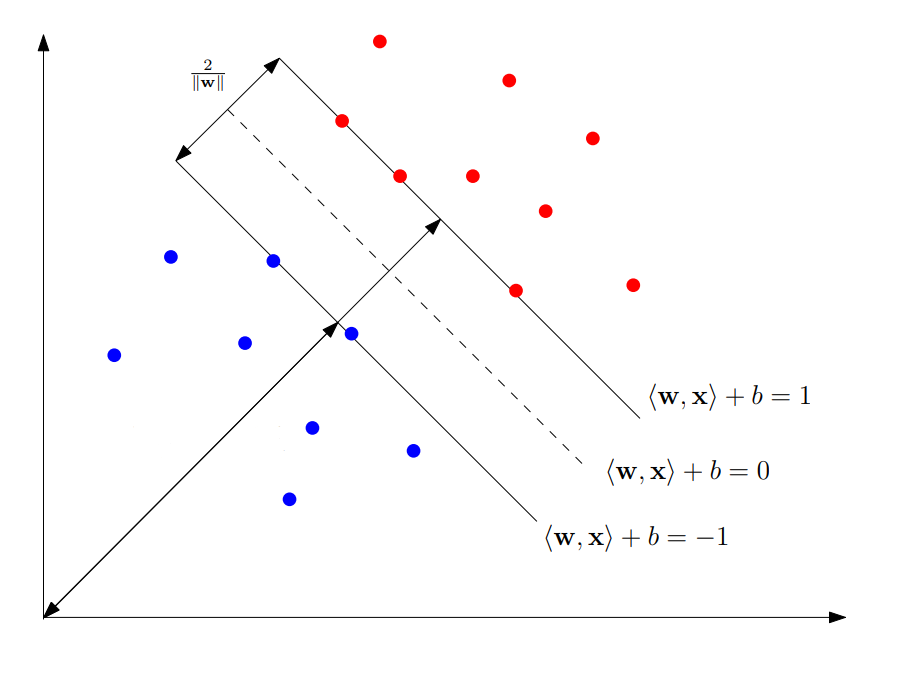 2/‖w‖
⟨w, x⟩ + b = 1
⟨w, x⟩ + b = 0
⟨w, x⟩ + b = −1